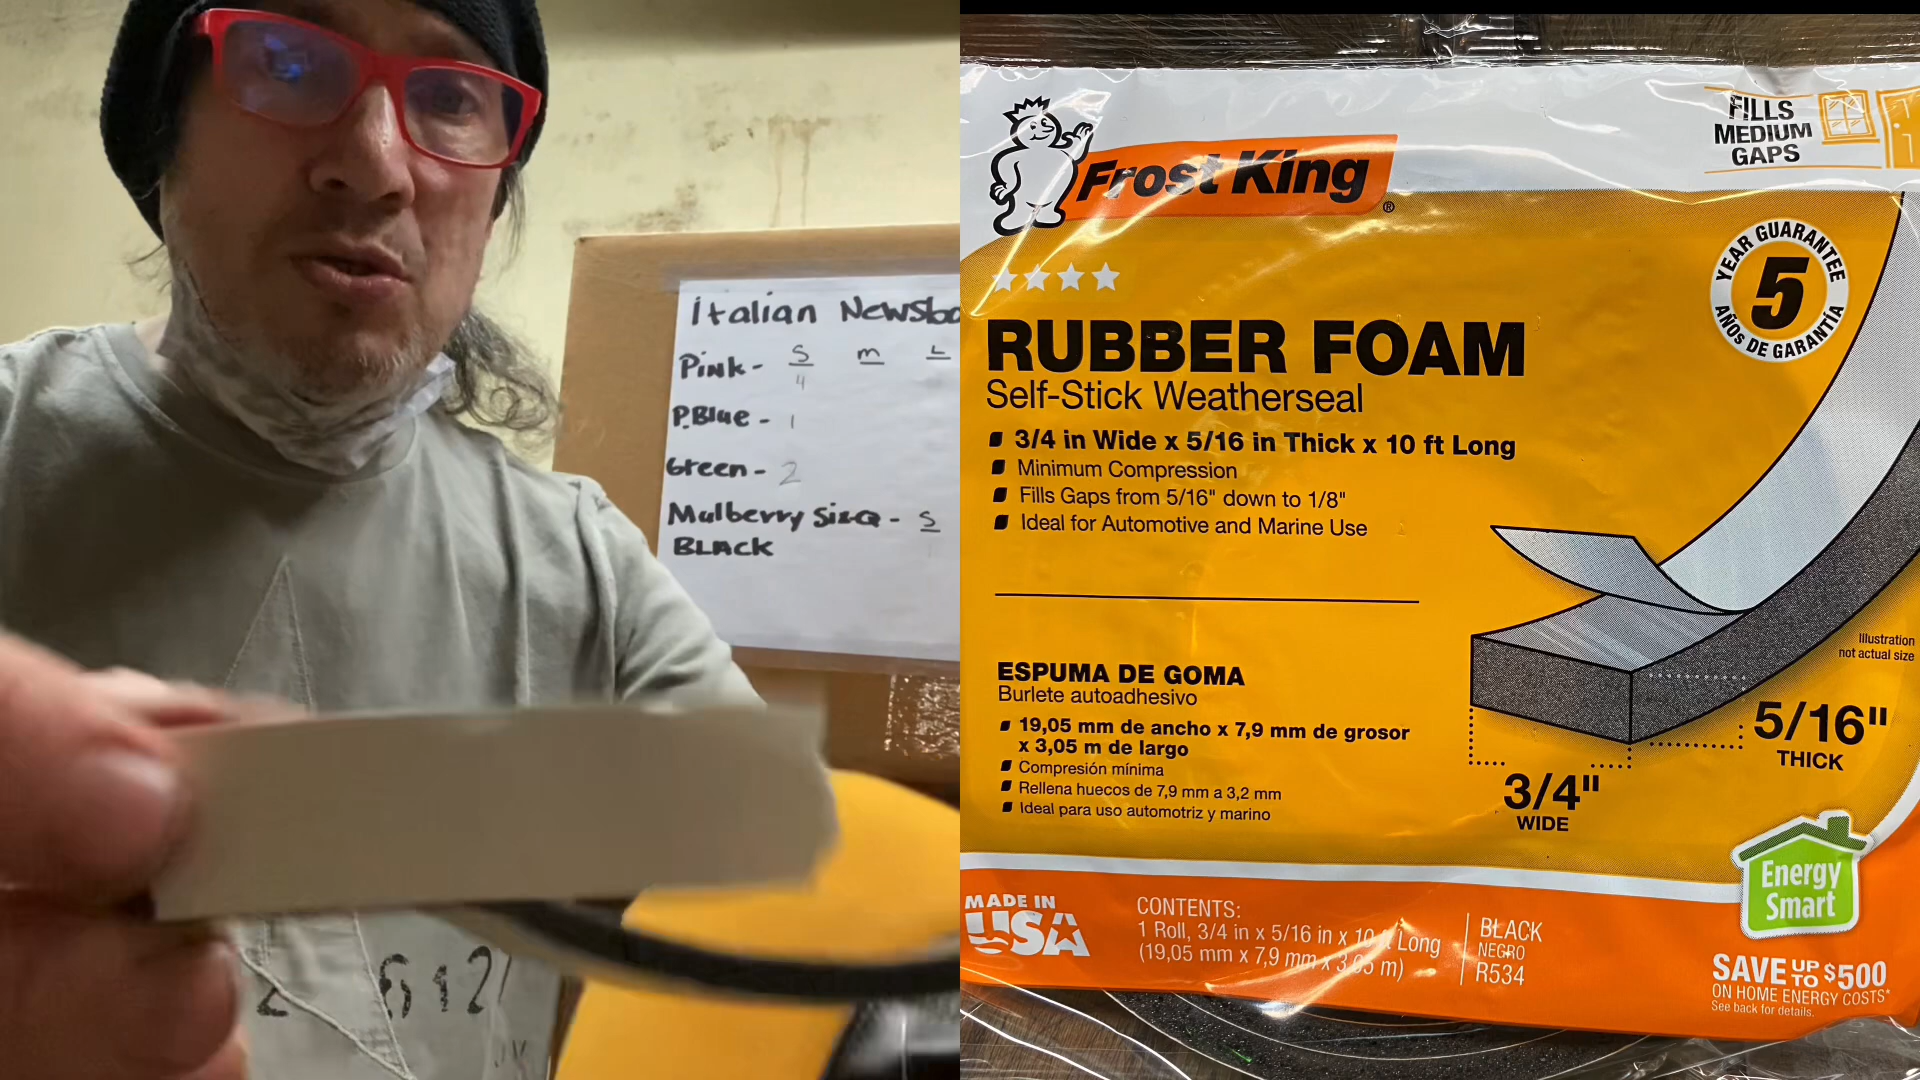 Italian Newsbo
Pink - S M L
4
P.Blue - 1
Green - 2
Mulberry Size - S
BLACK
612
Frost King
®
FILLS
MEDIUM
GAPS
YEAR GUARANTEE
5
AÑOS DE GARANTÍA
RUBBER FOAM
Self-Stick Weatherseal
3/4 in Wide x 5/16 in Thick x 10 ft Long
Minimum Compression
Fills Gaps from 5/16" down to 1/8"
Ideal for Automotive and Marine Use
Illustration
not actual size
ESPUMA DE GOMA
Burlete autoadhesivo
19,05 mm de ancho x 7,9 mm de grosor
x 3,05 m de largo
Compresión mínima
Rellena huecos de 7,9 mm a 3,2 mm
Ideal para uso automotriz y marino
5/16"
THICK
3/4"
WIDE
Energy
Smart
MADE IN
USA
CONTENTS:
1 Roll, 3/4 in x 5/16 in x 10 ft Long
(19,05 mm x 7,9 mm x 3,05 m)
BLACK
NEGRO
R534
SAVE UP TO $500
ON HOME ENERGY COSTS*
See back for details.